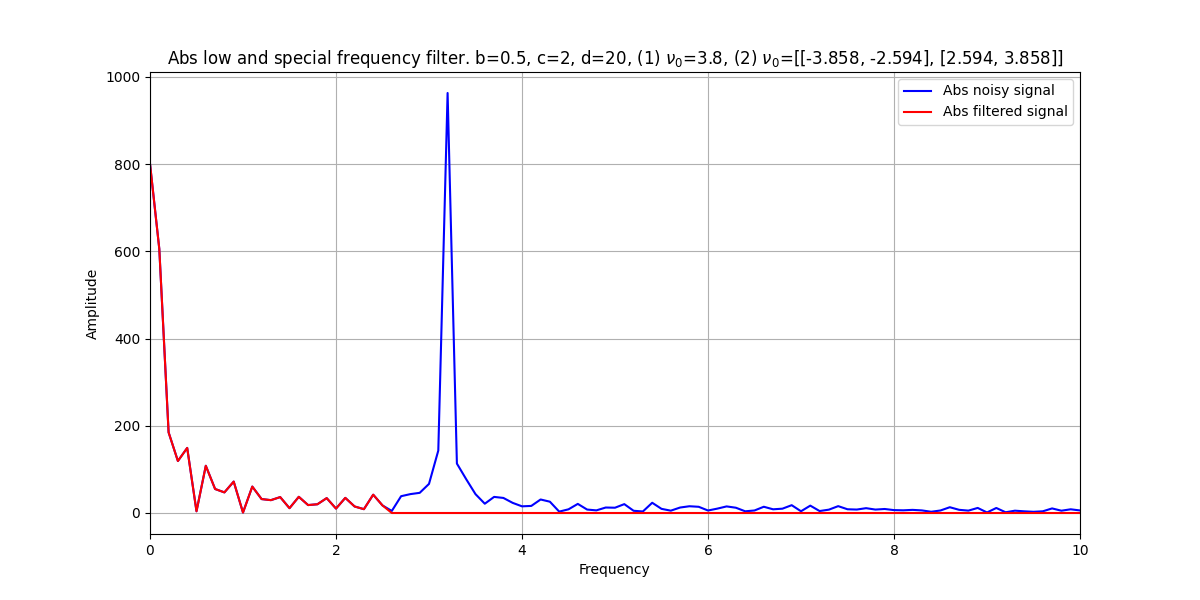 Abs low and special frequency filter. b=0.5, c=2, d=20, (1) ν₀=3.8, (2) ν₀=[[-3.858, -2.594], [2.594, 3.858]]
Abs noisy signal
Abs filtered signal
1000
800
600
400
200
0
Amplitude
0 2 4 6 8 10
Frequency